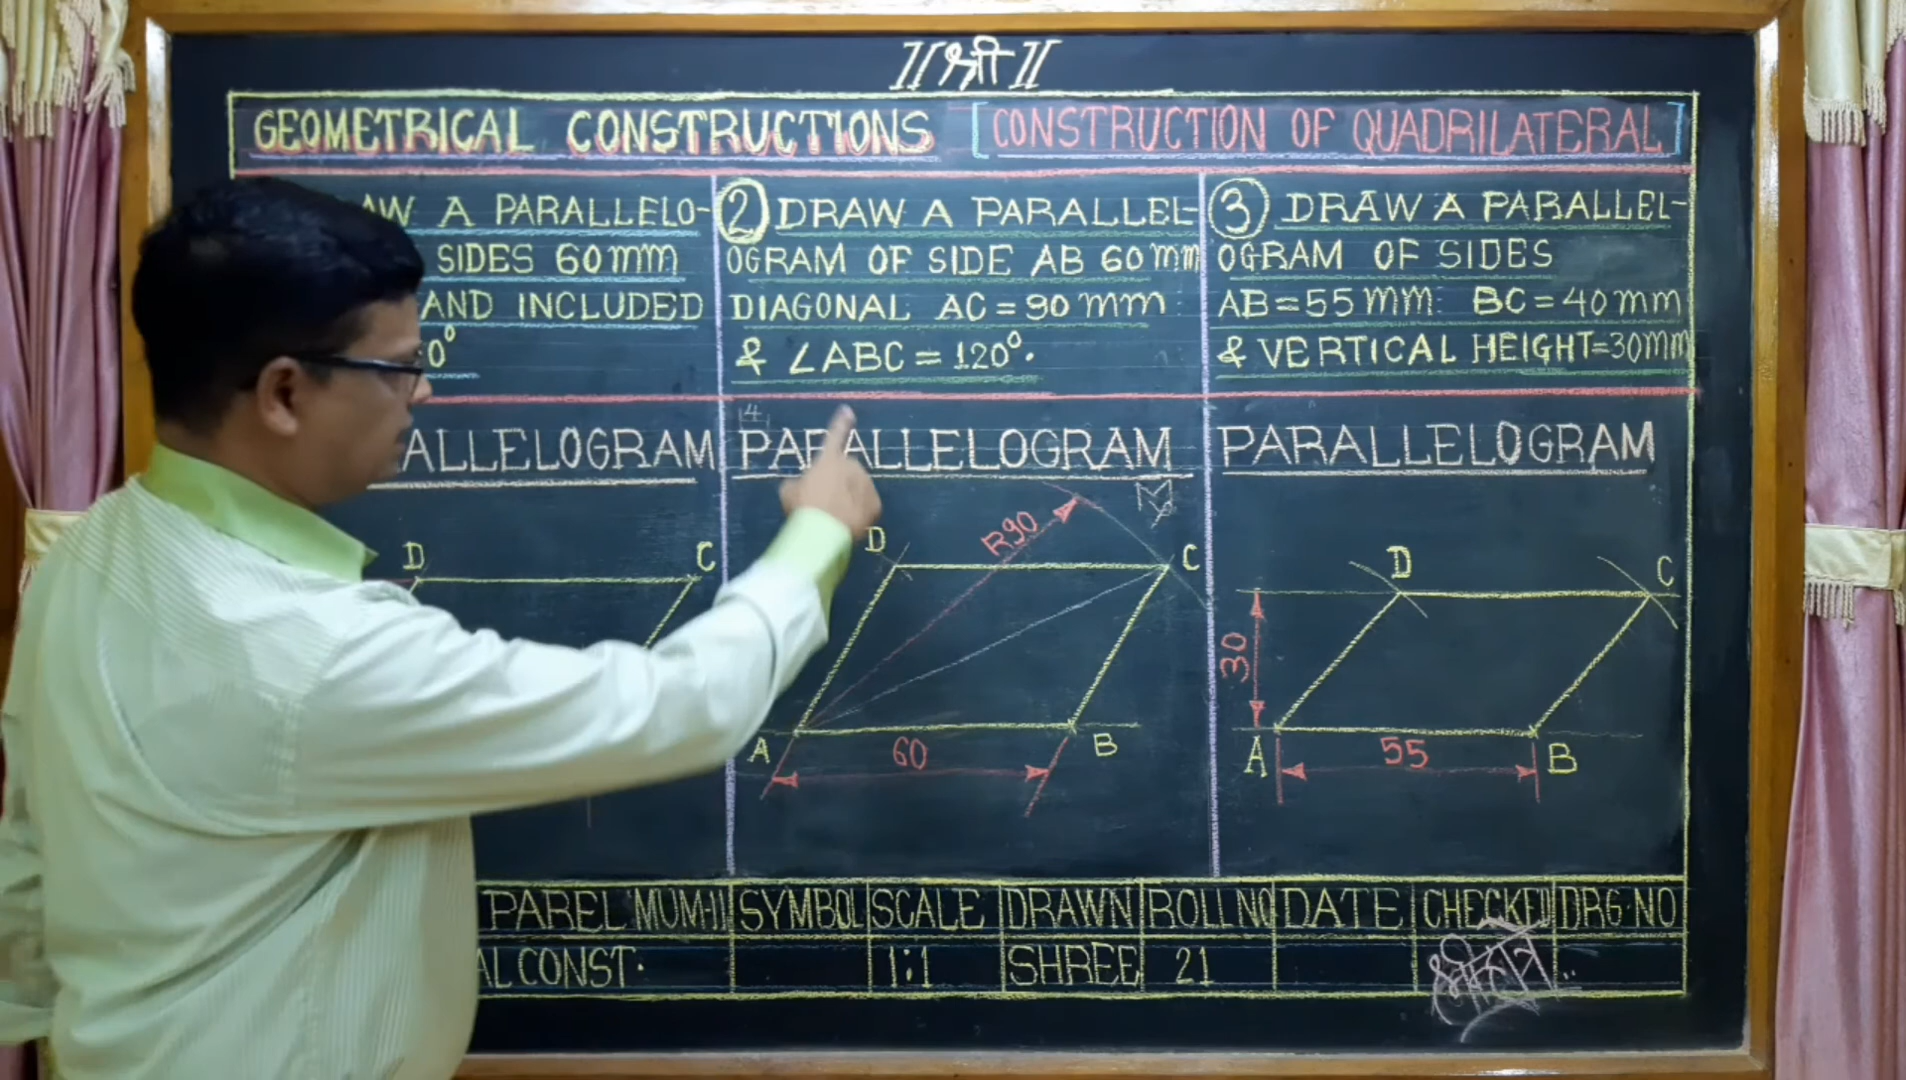 ॥ श्री ॥
GEOMETRICAL CONSTRUCTIONS [CONSTRUCTION OF QUADRILATERAL]
AW A PARALLELO-
SIDES 60mm
AND INCLUDED
0°
② DRAW A PARALLEL-
OGRAM OF SIDE AB 60mm
DIAGONAL AC = 90 mm
& ∠ABC = 120°.
③ DRAW A PARALLEL-
OGRAM OF SIDES
AB=55mm BC=40mm
& VERTICAL HEIGHT=30mm
ALLELOGRAM
4
PARALLELOGRAM
PARALLELOGRAM
D C
D R90 C
A 60 B
D C
30
A 55 B
PAREL MUM-11 SYMBOL SCALE DRAWN ROLL NO DATE CHECKED DRG.NO
AL CONST. 1:1 SHREE 21